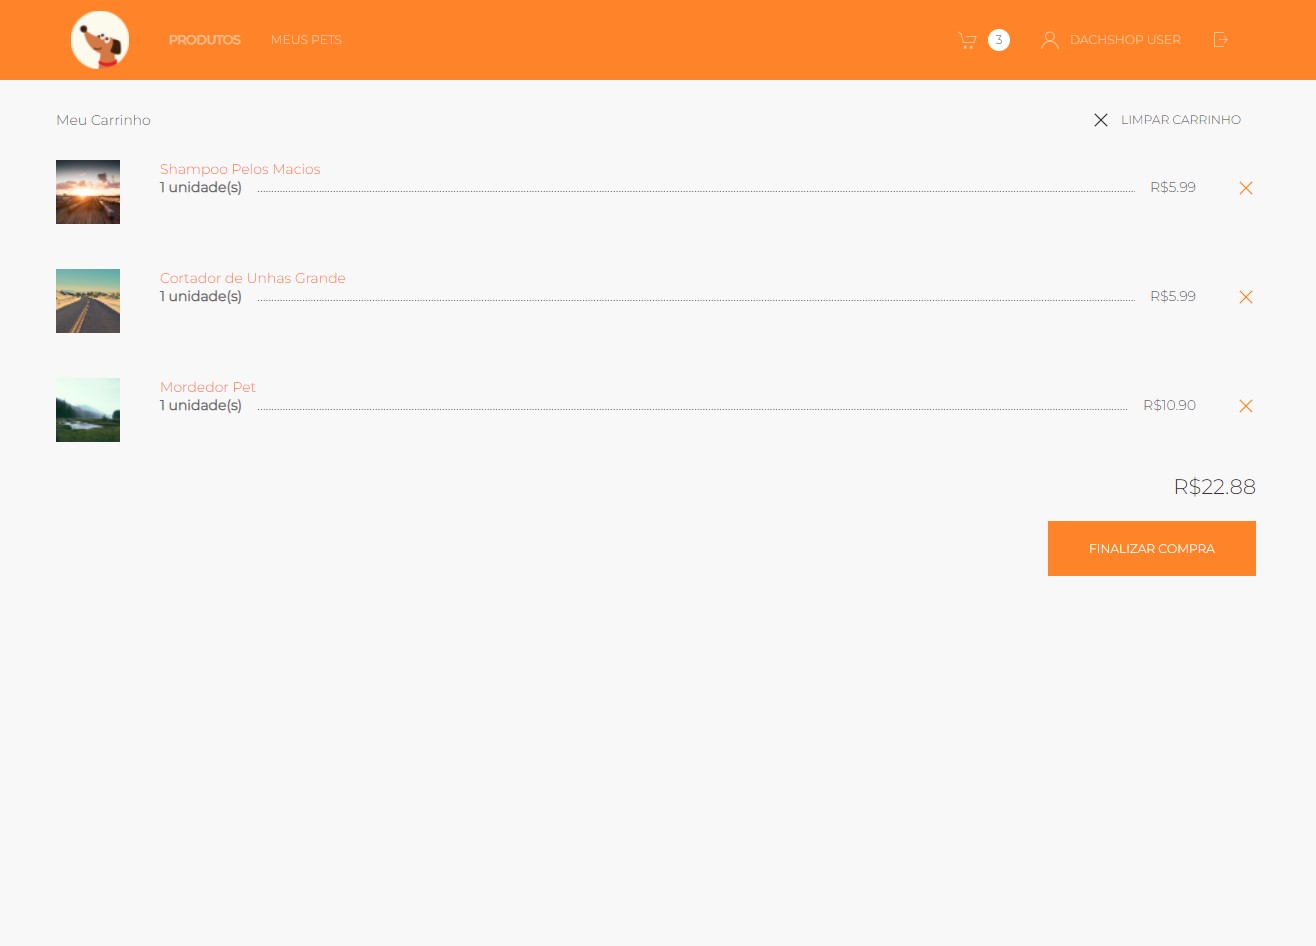 PRODUTOS MEUS PETS 3 DACHSHOP USER
Meu Carrinho LIMPAR CARRINHO
Shampoo Pelos Macios
1 unidade(s) R$5.99
Cortador de Unhas Grande
1 unidade(s) R$5.99
Mordedor Pet
1 unidade(s) R$10.90
R$22.88
FINALIZAR COMPRA